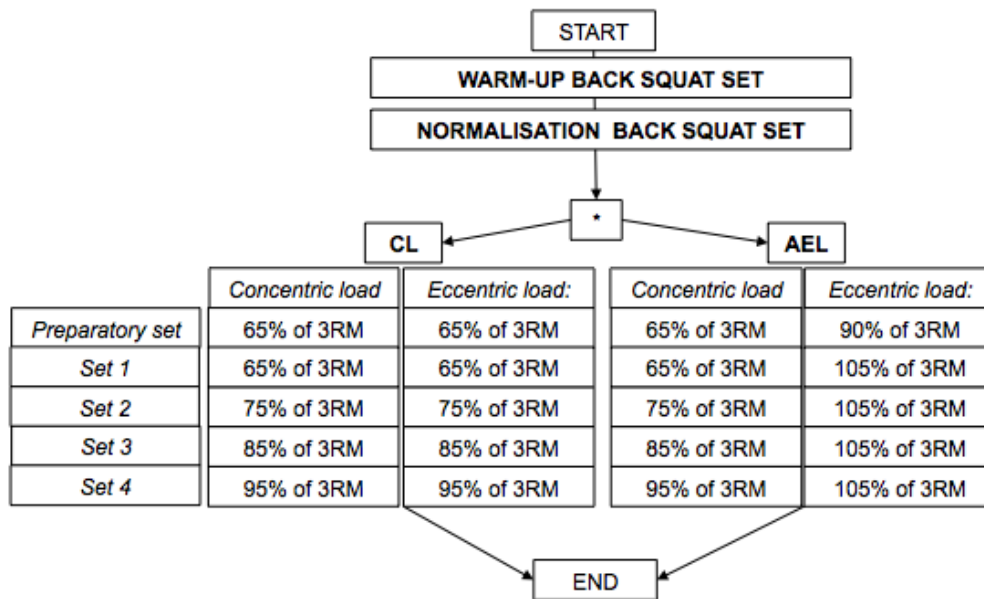 START
WARM-UP BACK SQUAT SET
NORMALISATION BACK SQUAT SET
*
CL AEL
Concentric load Eccentric load: Concentric load Eccentric load:
Preparatory set 65% of 3RM 65% of 3RM 65% of 3RM 90% of 3RM
Set 1 65% of 3RM 65% of 3RM 65% of 3RM 105% of 3RM
Set 2 75% of 3RM 75% of 3RM 75% of 3RM 105% of 3RM
Set 3 85% of 3RM 85% of 3RM 85% of 3RM 105% of 3RM
Set 4 95% of 3RM 95% of 3RM 95% of 3RM 105% of 3RM
END